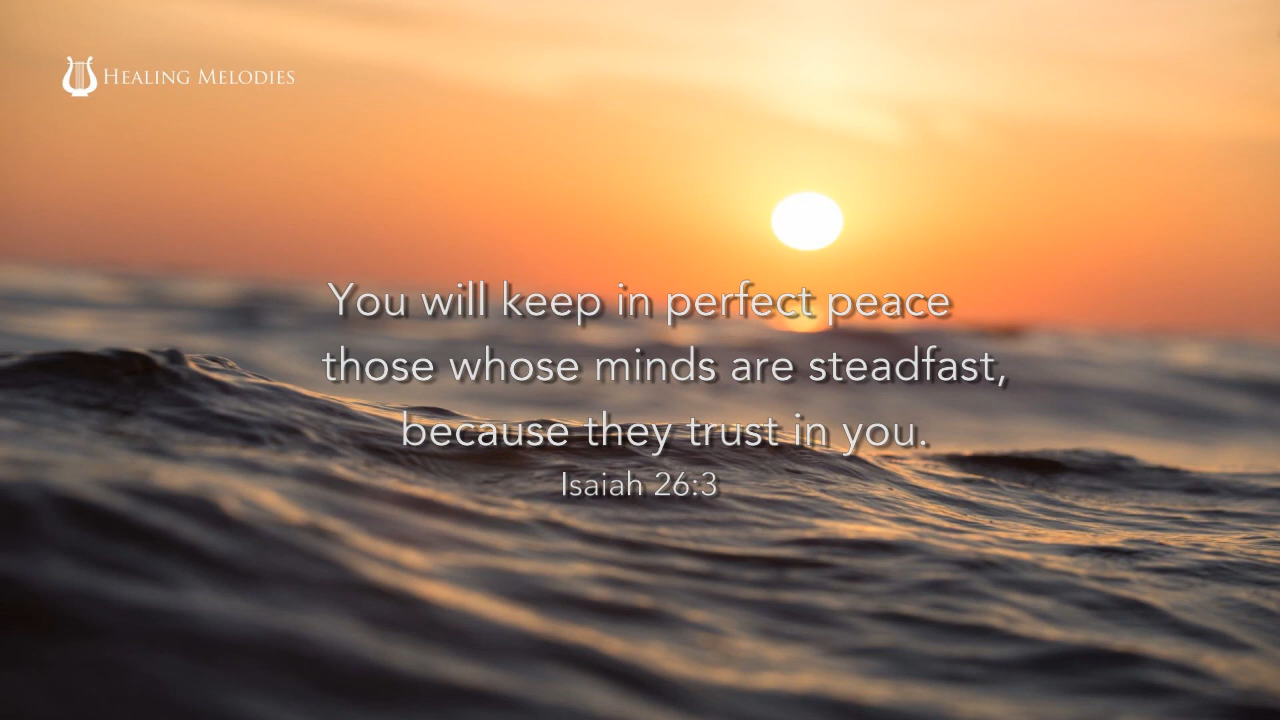 Healing Melodies
You will keep in perfect peace
those whose minds are steadfast,
because they trust in you.
Isaiah 26:3